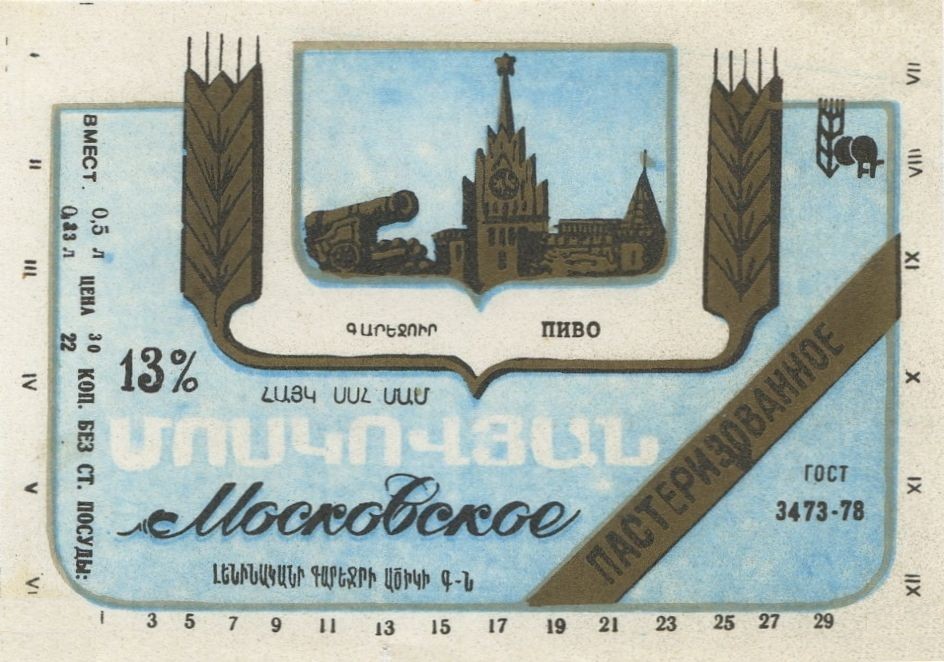 I
II
III
IV
V
VI
ВМЕСТ. 0,5 л ЦЕНА 30 КОП. БЕЗ СТ. ПОСУДЫ:
0,33 л 22
ԳԱՐԵՋՈՒՐ
ПИВО
13%
ՀԱՅԿ ՍՍՀ ՍԱՄ
ՄՈՍԿՈՎՅԱՆ
Московское
ԼԵՆԻՆԱԿԱՆԻ ԳԱՐԵՋՐԻ ԱԾԻԿԻ Գ-Ն
ПАСТЕРИЗОВАННОЕ
ГОСТ
3473-78
VII
VIII
IX
X
XI
XII
1 3 5 7 9 11 13 15 17 19 21 23 25 27 29